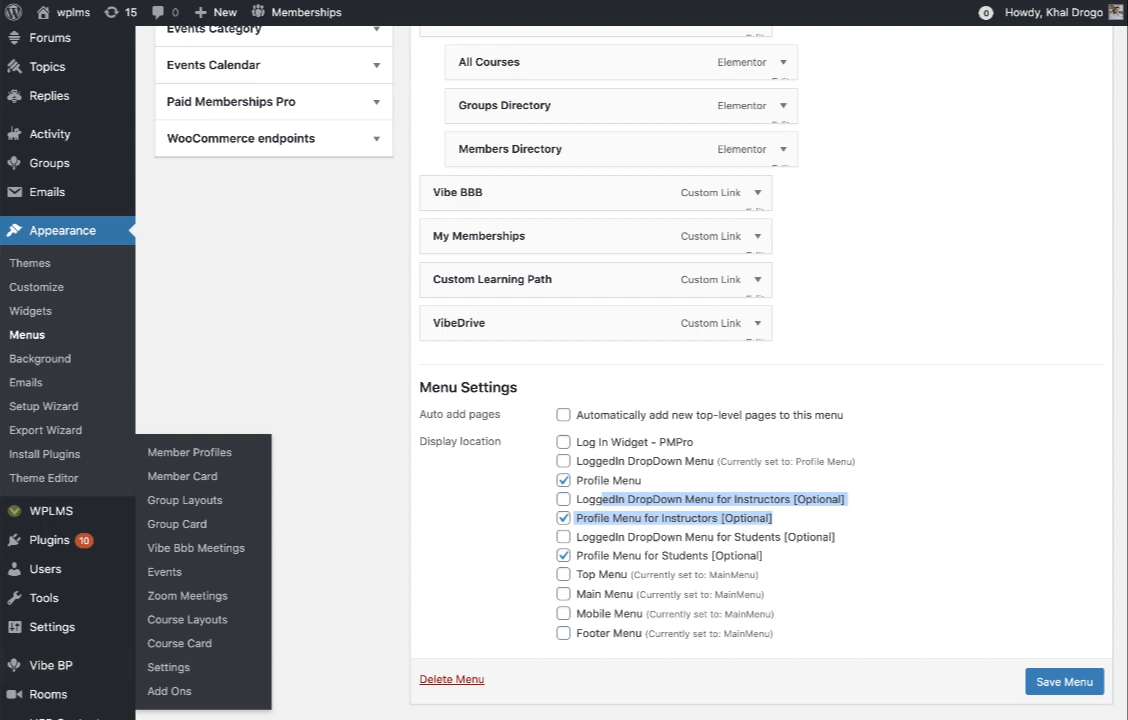 wplms 15 0 New Memberships 0 Howdy, Khal Drogo
Forums
Topics
Replies
Activity
Groups
Emails
Appearance
Themes
Customize
Widgets
Menus
Background
Emails
Setup Wizard
Export Wizard
Install Plugins
Theme Editor
WPLMS
Plugins 10
Users
Tools
Settings
Vibe BP
Rooms
Member Profiles
Member Card
Group Layouts
Group Card
Vibe Bbb Meetings
Events
Zoom Meetings
Course Layouts
Course Card
Settings
Add Ons
Events Category
Events Calendar
Paid Memberships Pro
WooCommerce endpoints
All Courses Elementor
Groups Directory Elementor
Members Directory Elementor
Vibe BBB Custom Link
My Memberships Custom Link
Custom Learning Path Custom Link
VibeDrive Custom Link
Menu Settings
Auto add pages Automatically add new top-level pages to this menu
Display location Log In Widget - PMPro
LoggedIn DropDown Menu (Currently set to: Profile Menu)
Profile Menu
LoggedIn DropDown Menu for Instructors [Optional]
Profile Menu for Instructors [Optional]
LoggedIn DropDown Menu for Students [Optional]
Profile Menu for Students [Optional]
Top Menu (Currently set to: MainMenu)
Main Menu (Currently set to: MainMenu)
Mobile Menu (Currently set to: MainMenu)
Footer Menu (Currently set to: MainMenu)
Delete Menu Save Menu